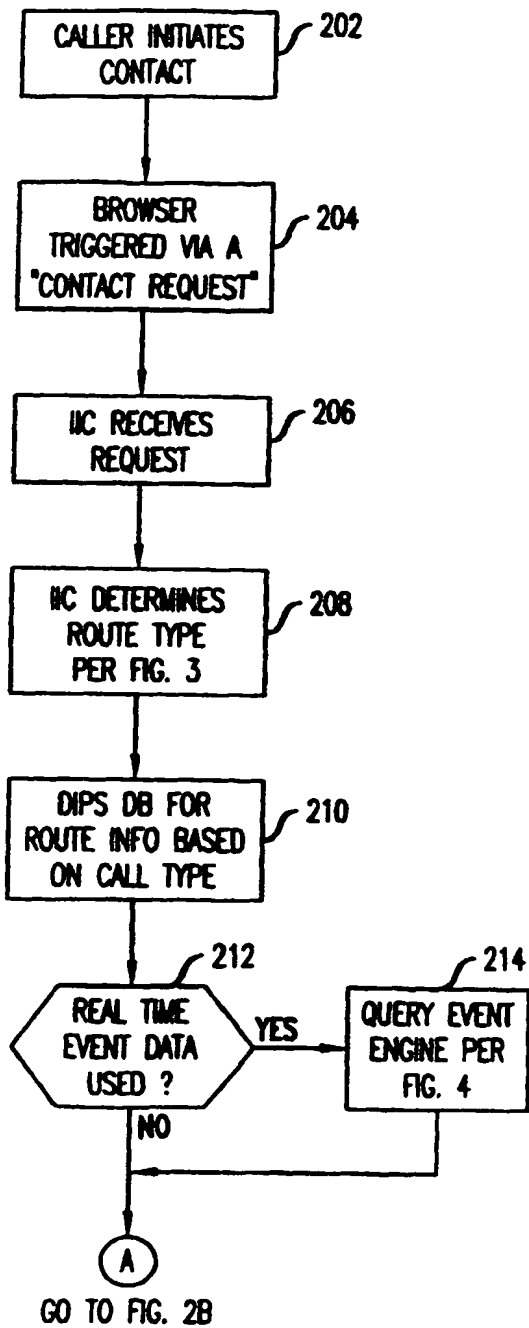 CALLER INITIATES
CONTACT
202
BROWSER
TRIGGERED VIA A
"CONTACT REQUEST"
204
IIC RECEIVES
REQUEST
206
IIC DETERMINES
ROUTE TYPE
PER FIG. 3
208
DIPS DB FOR
ROUTE INFO BASED
ON CALL TYPE
210
212
REAL TIME
EVENT DATA
USED ?
YES
NO
214
QUERY EVENT
ENGINE PER
FIG. 4
A
GO TO FIG. 2B